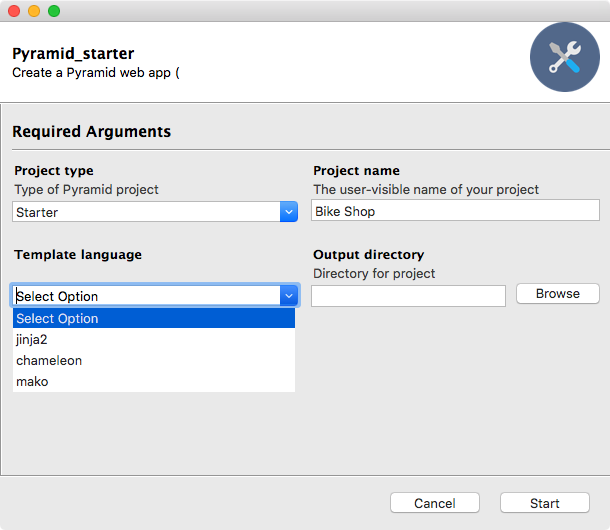 Pyramid_starter
Create a Pyramid web app (
Required Arguments
Project type
Type of Pyramid project
Starter
Project name
The user-visible name of your project
Bike Shop
Template language
Select Option
Select Option
jinja2
chameleon
mako
Output directory
Directory for project
Browse
Cancel
Start